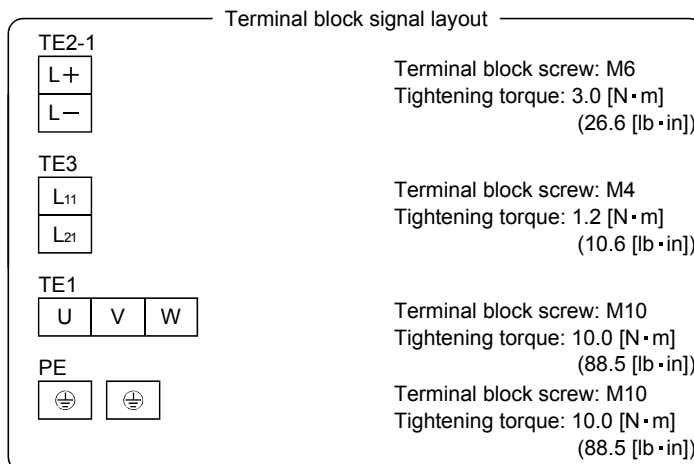 Terminal block signal layout
TE2-1
L+
L−
Terminal block screw: M6
Tightening torque: 3.0 [N▪m]
(26.6 [lb▪in])
TE3
L11
L21
Terminal block screw: M4
Tightening torque: 1.2 [N▪m]
(10.6 [lb▪in])
TE1
U V W
Terminal block screw: M10
Tightening torque: 10.0 [N▪m]
(88.5 [lb▪in])
PE
Terminal block screw: M10
Tightening torque: 10.0 [N▪m]
(88.5 [lb▪in])